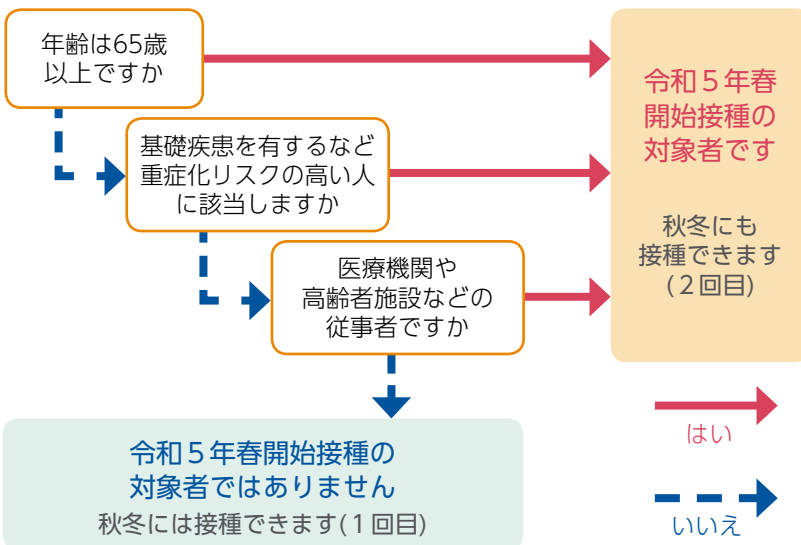 年齢は65歳
以上ですか
基礎疾患を有するなど
重症化リスクの高い人
に該当しますか
医療機関や
高齢者施設などの
従事者ですか
令和５年春
開始接種の
対象者です
秋冬にも
接種できます
(２回目)
令和５年春開始接種の
対象者ではありません
秋冬には接種できます(１回目)
はい
いいえ